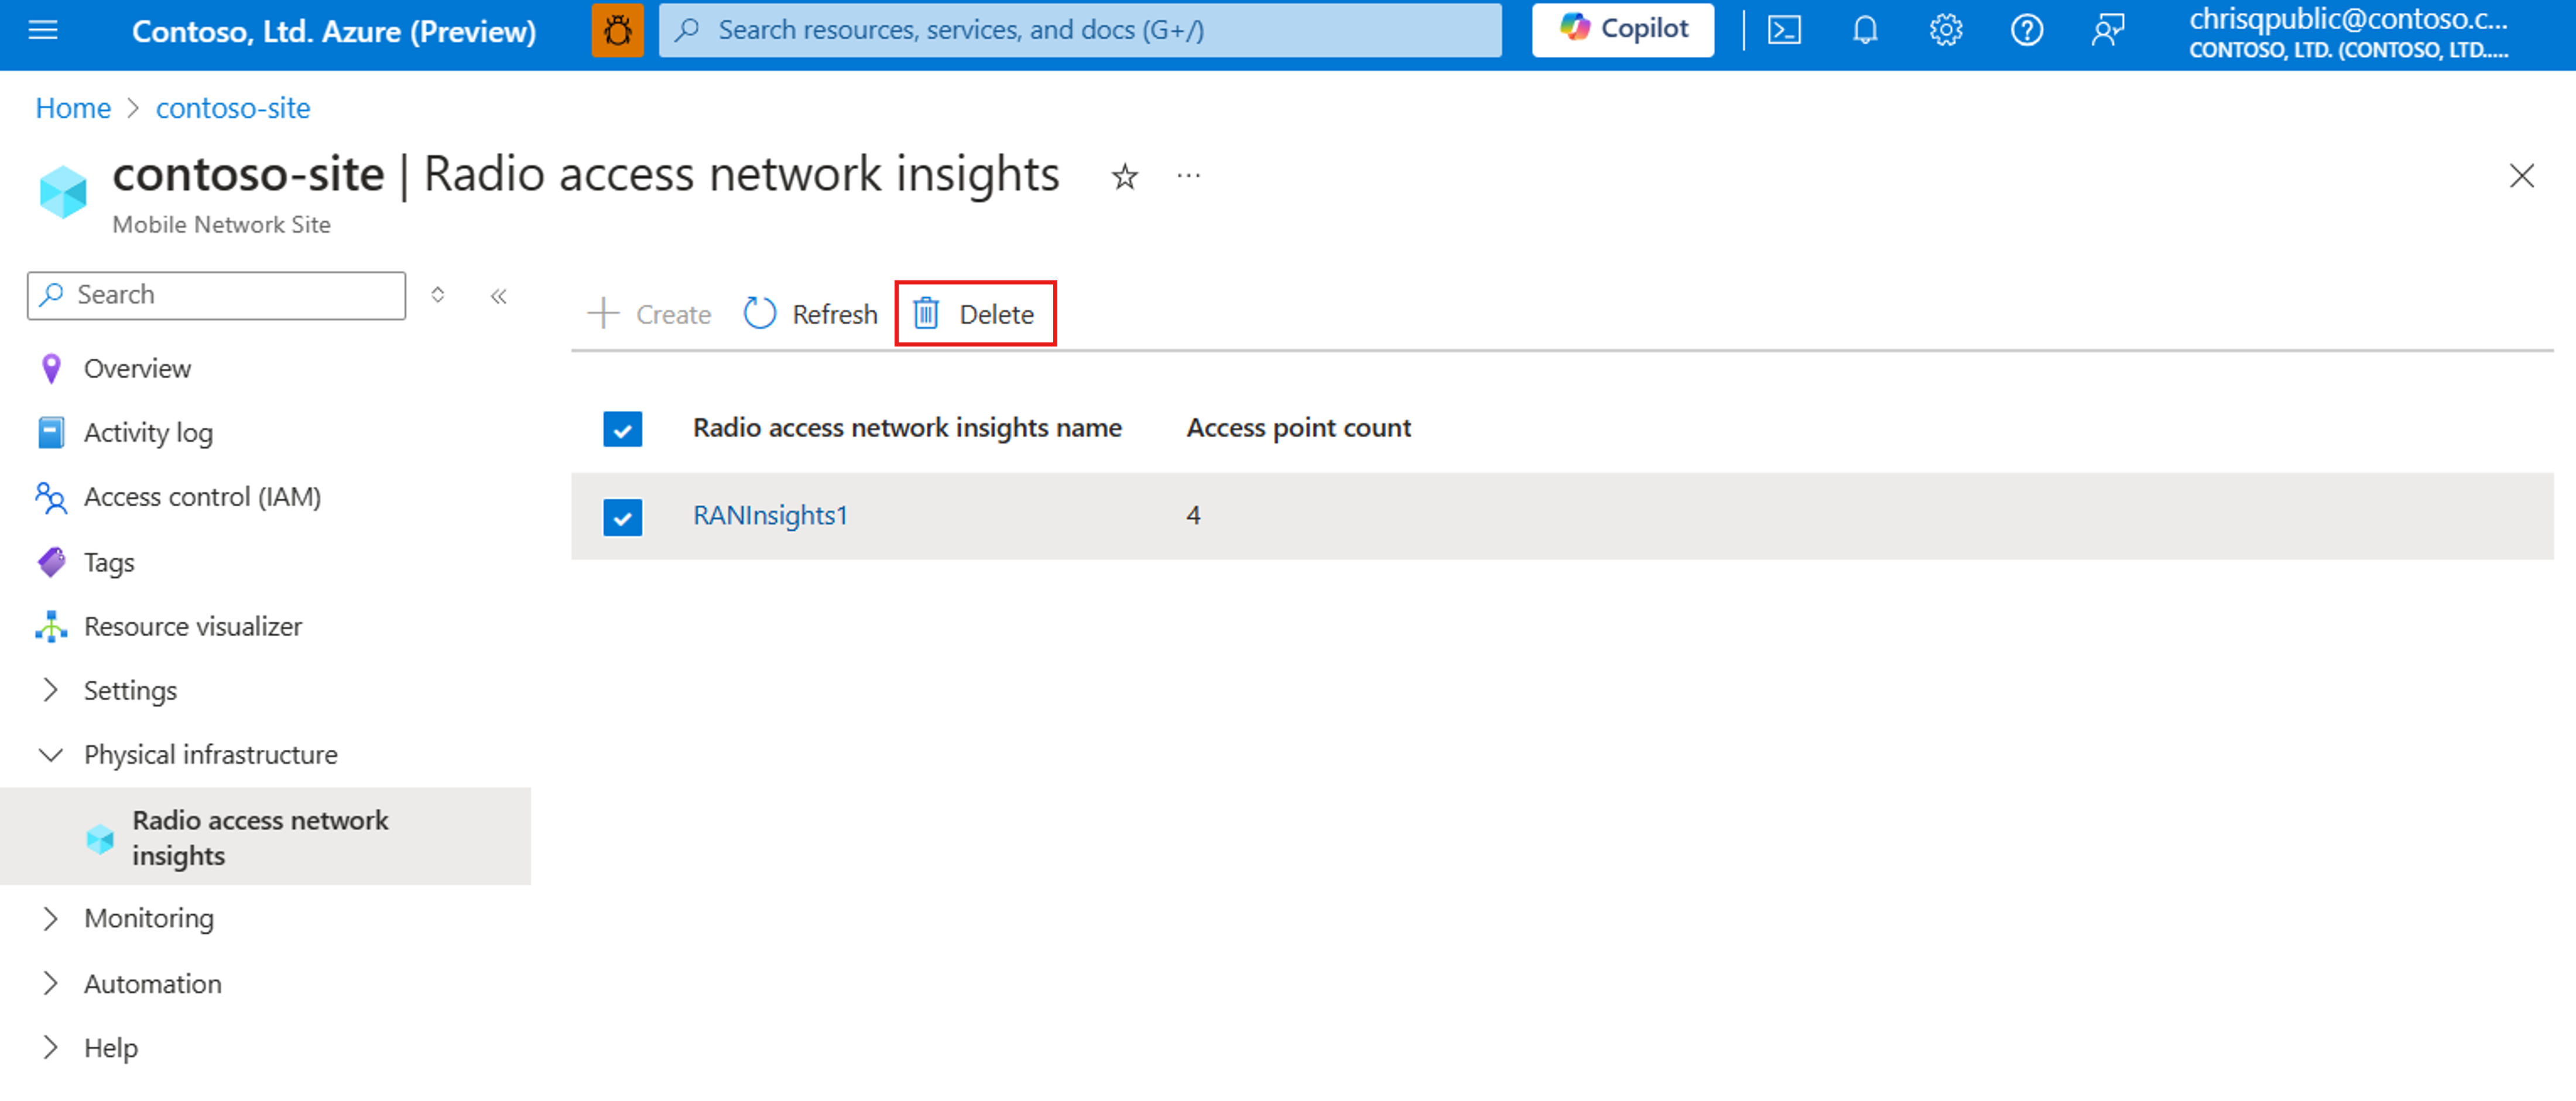 Contoso, Ltd. Azure (Preview)
Search resources, services, and docs (G+/)
Copilot
chrisqpublic@contoso.c...
CONTOSO, LTD. (CONTOSO, LTD.....
Home > contoso-site
contoso-site | Radio access network insights
Mobile Network Site
Search
Create
Refresh
Delete
Overview
Activity log
Access control (IAM)
Tags
Resource visualizer
Settings
Physical infrastructure
Radio access network
insights
Monitoring
Automation
Help
Radio access network insights name Access point count
RANInsights1 4